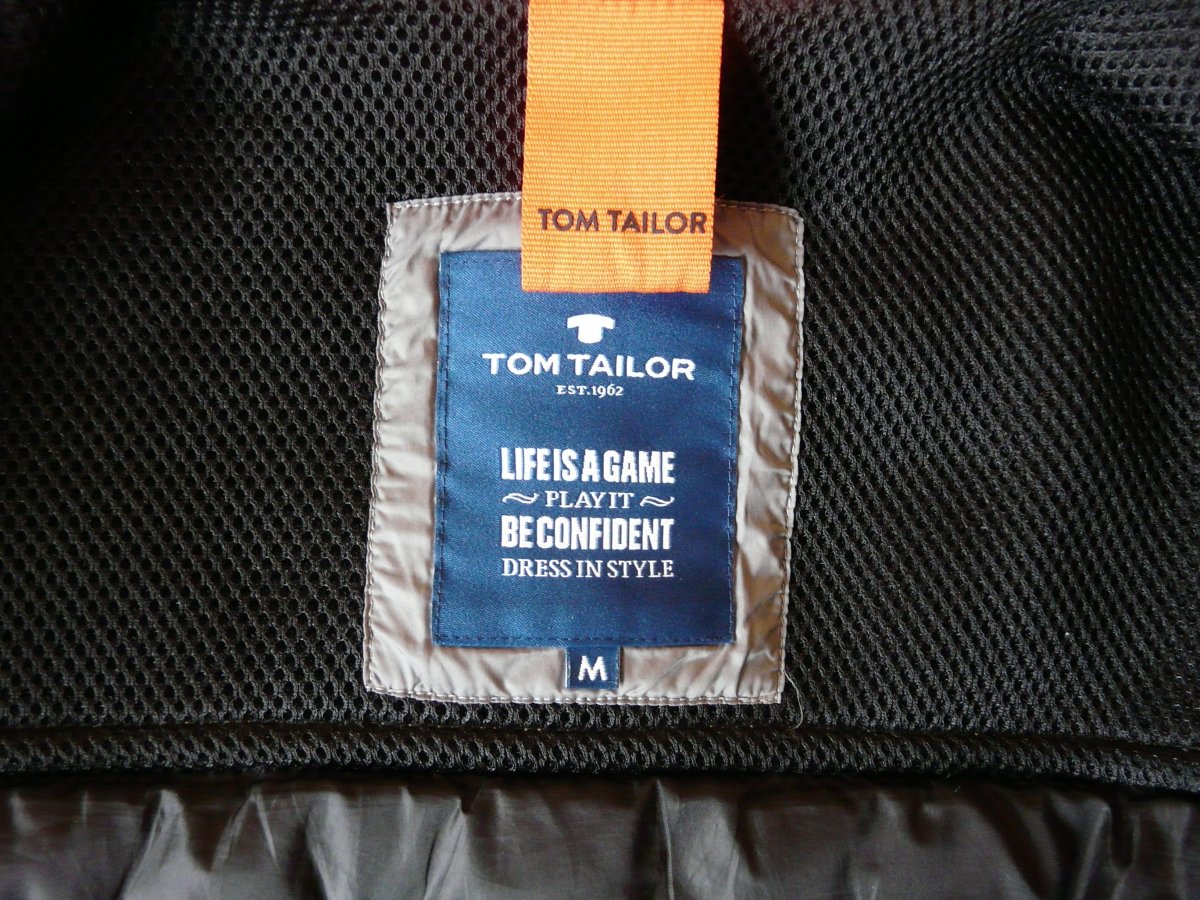 TOM TAILOR
TOM TAILOR
EST.1962
LIFE IS A GAME
PLAY IT
BE CONFIDENT
DRESS IN STYLE
M